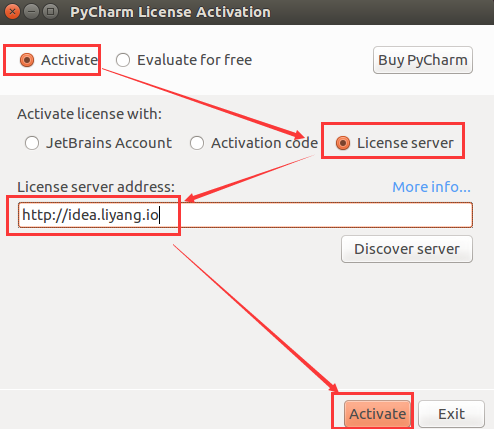 PyCharm License Activation
Activate Evaluate for free Buy PyCharm
Activate license with:
JetBrains Account Activation code License server
License server address: More info...
http://idea.liyang.io
Discover server
Activate Exit